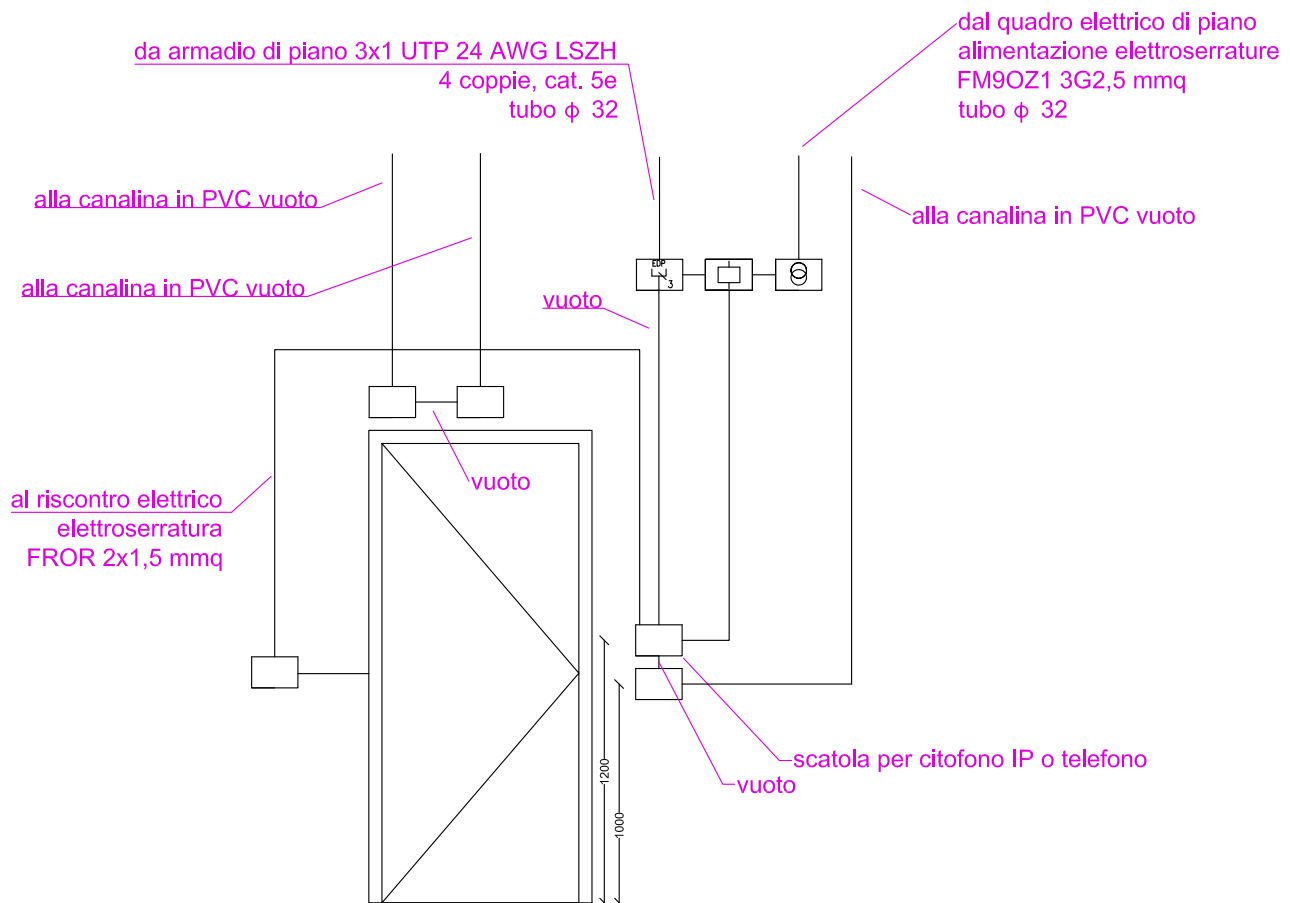 da armadio di piano 3x1 UTP 24 AWG LSZH
4 coppie, cat. 5e
tubo ϕ 32
dal quadro elettrico di piano
alimentazione elettroserrature
FM9OZ1 3G2,5 mmq
tubo ϕ 32
alla canalina in PVC vuoto
alla canalina in PVC vuoto
alla canalina in PVC vuoto
EDP
3
vuoto
vuoto
al riscontro elettrico
elettroserratura
FROR 2x1,5 mmq
1200
1000
scatola per citofono IP o telefono
vuoto